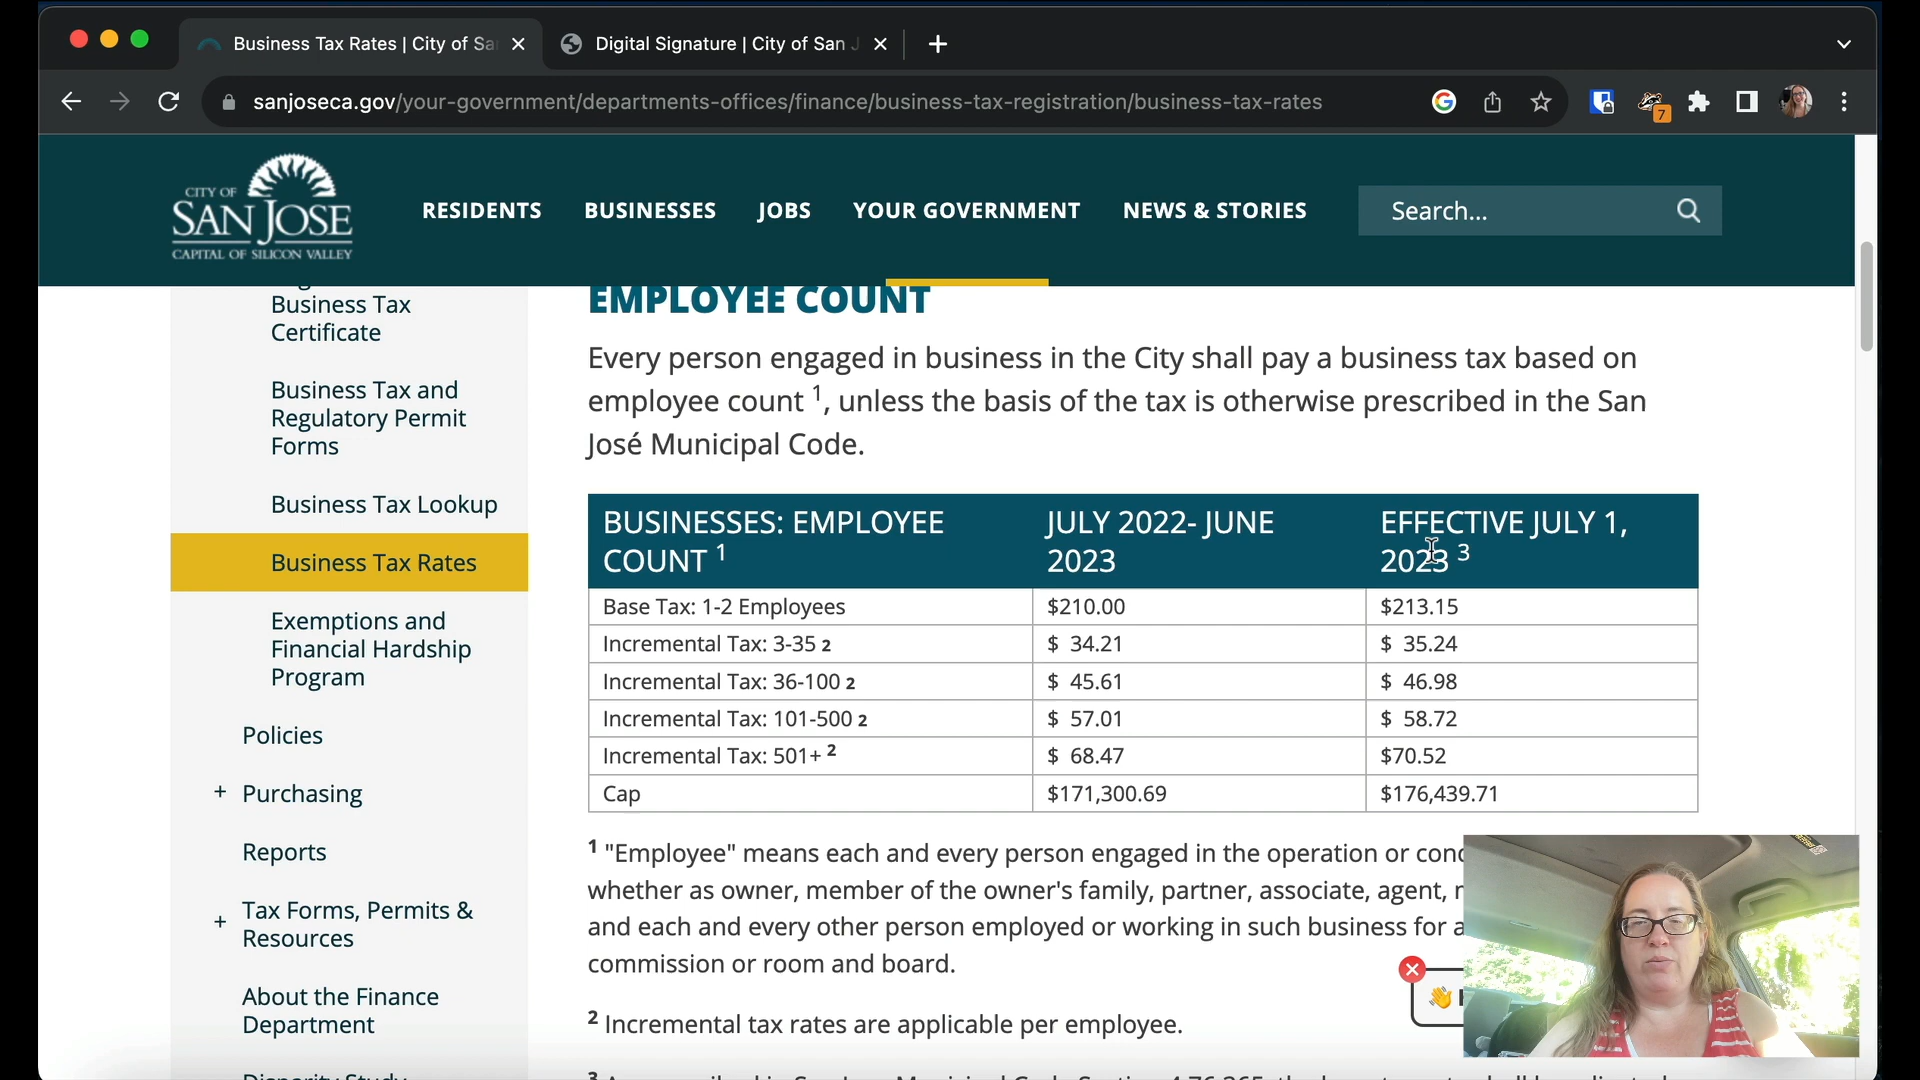 Business Tax Rates | City of Sa
Digital Signature | City of San J
sanjoseca.gov/your-government/departments-offices/finance/business-tax-registration/business-tax-rates
7
CITY OF
SAN JOSE
CAPITAL OF SILICON VALLEY
RESIDENTS
BUSINESSES
JOBS
YOUR GOVERNMENT
NEWS & STORIES
Search...
Business Tax
Certificate
Business Tax and
Regulatory Permit
Forms
Business Tax Lookup
Business Tax Rates
Exemptions and
Financial Hardship
Program
Policies
+ Purchasing
Reports
+ Tax Forms, Permits &
Resources
About the Finance
Department
Disparity Study
EMPLOYEE COUNT
Every person engaged in business in the City shall pay a business tax based on
employee count 1, unless the basis of the tax is otherwise prescribed in the San
José Municipal Code.
BUSINESSES: EMPLOYEE COUNT 1 JULY 2022- JUNE 2023 EFFECTIVE JULY 1, 2023 3
Base Tax: 1-2 Employees $210.00 $213.15
Incremental Tax: 3-35 2 $ 34.21 $ 35.24
Incremental Tax: 36-100 2 $ 45.61 $ 46.98
Incremental Tax: 101-500 2 $ 57.01 $ 58.72
Incremental Tax: 501+ 2 $ 68.47 $70.52
Cap $171,300.69 $176,439.71
1 "Employee" means each and every person engaged in the operation or
whether as owner, member of the owner's family, partner, associate, agent,
and each and every other person employed or working in such business for
commission or room and board.
2 Incremental tax rates are applicable per employee.